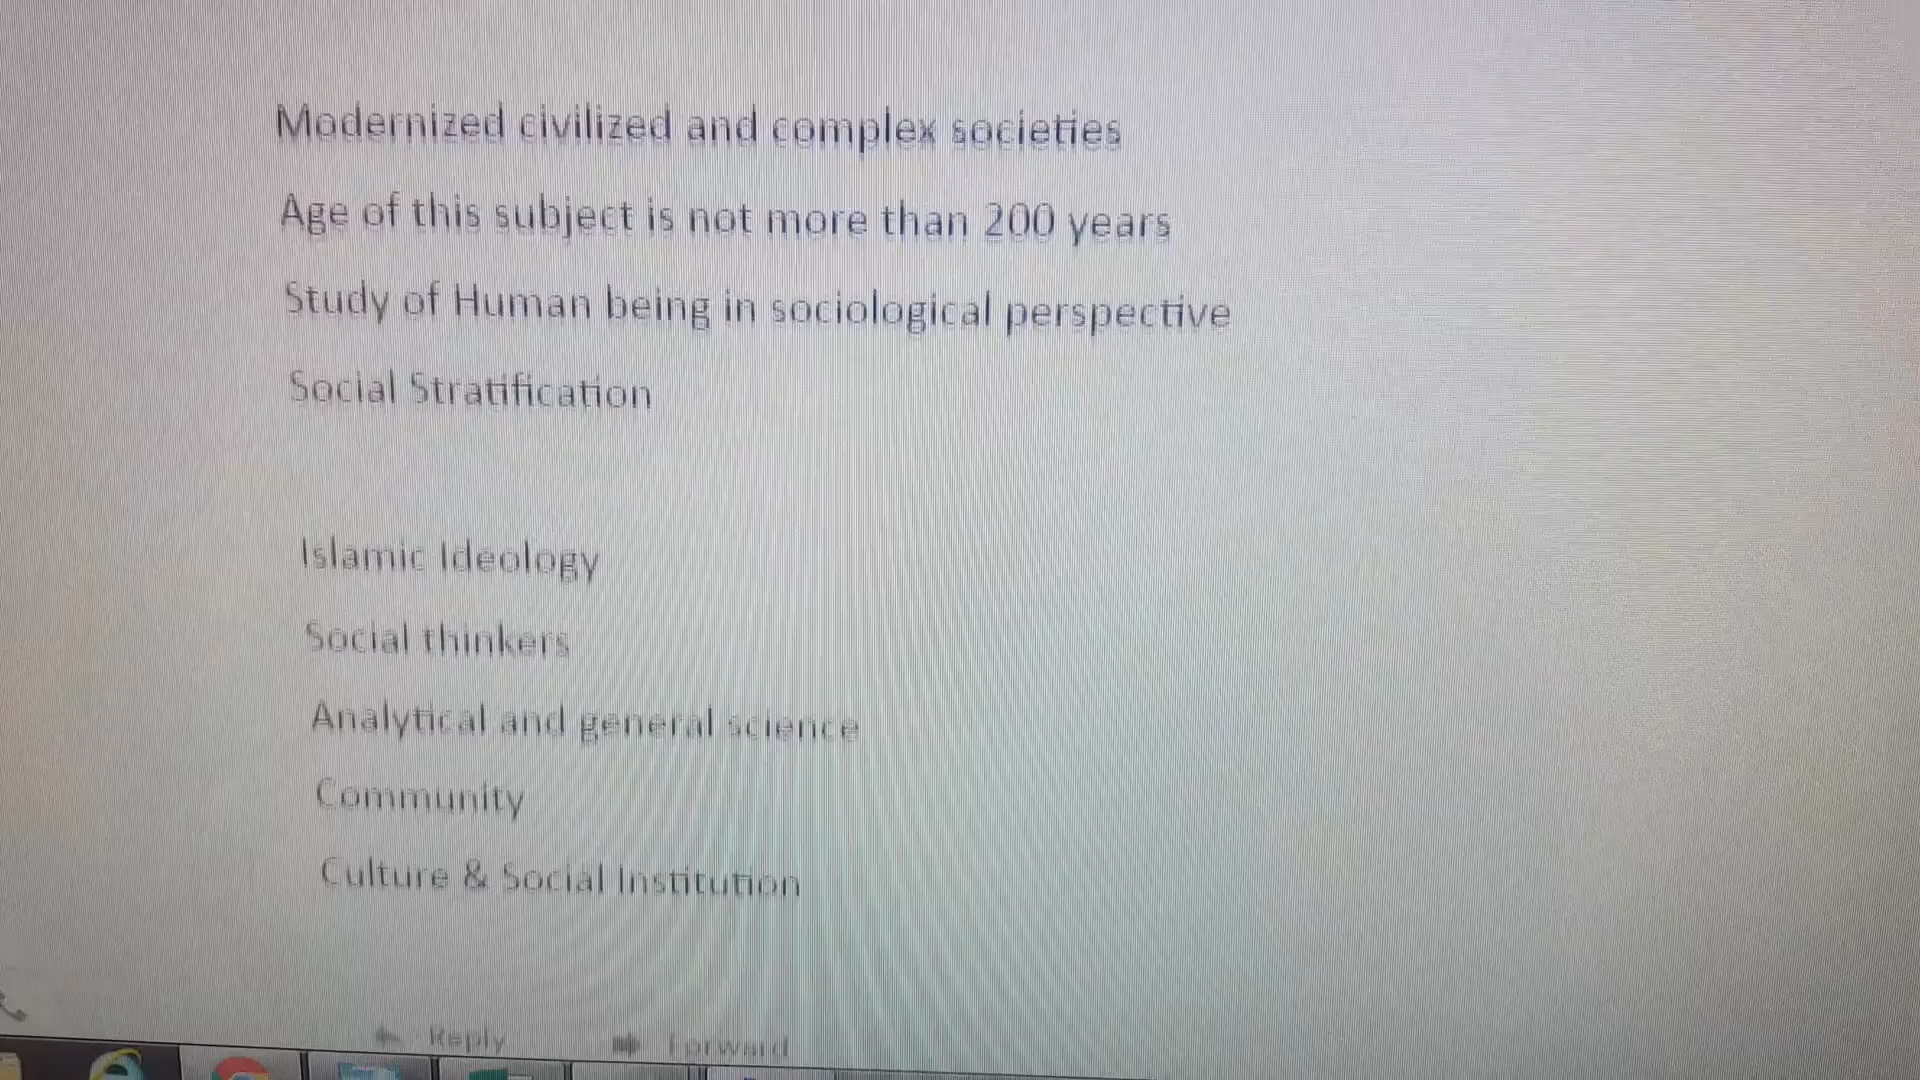 Modernized civilized and complex societies
Age of this subject is not more than 200 years
Study of Human being in sociological perspective
Social Stratification
Islamic Ideology
Social thinkers
Analytical and general science
Community
Culture & Social Institution
Reply Forward